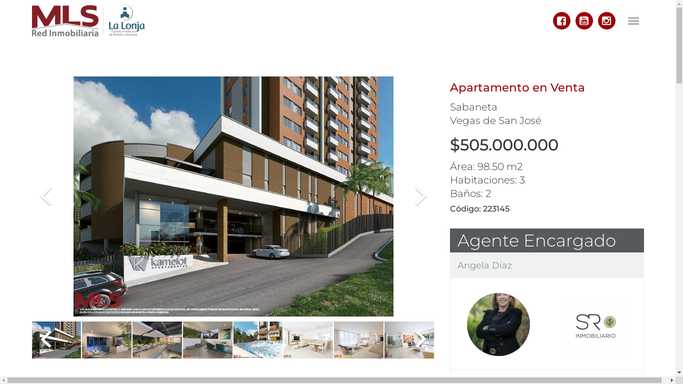 MLS
Red Inmobiliaria
La Lonja
Apartamento en Venta
Sabaneta
Vegas de San José
$505.000.000
Área: 98.50 m2
Habitaciones: 3
Baños: 2
Código: 223145
Agente Encargado
Angela Diaz
kamelot
SR
INMOBILIARIO